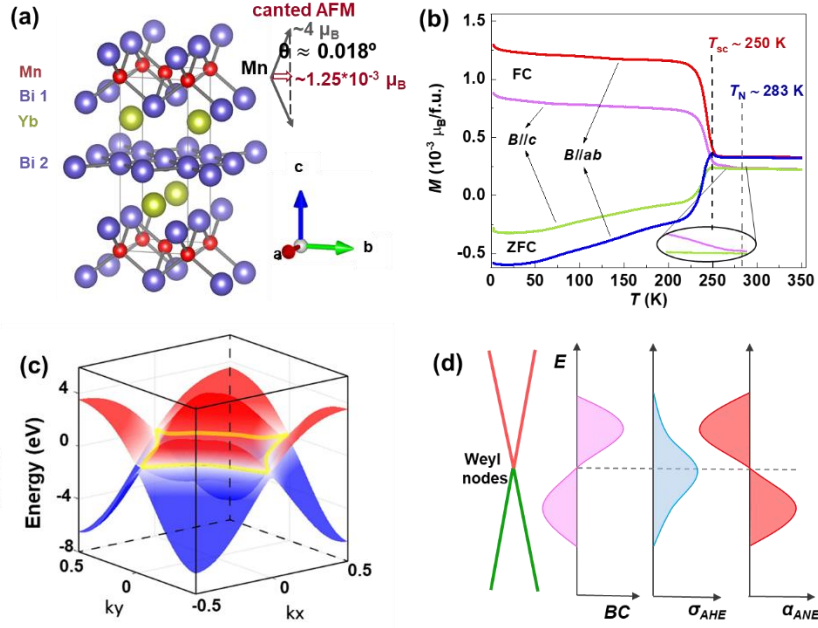 (a)
canted AFM
~4 μB
θ ≈ 0.018º
Mn
~1.25*10-3 μB
Mn
Bi 1
Yb
Bi 2
c
a
b
(b)
M (10-3 μB/f.u.)
1.0
0.5
0.0
-0.5
FC
ZFC
B//c
B//ab
Tsc ~ 250 K
TN ~ 283 K
0 50 100 150 200 250 300 350
T (K)
(c)
Energy (eV)
4
0
-4
-8
0.5
0
-0.5
0
0.5
ky
kx
(d)
E
Weyl
nodes
BC
σAHE
αANE